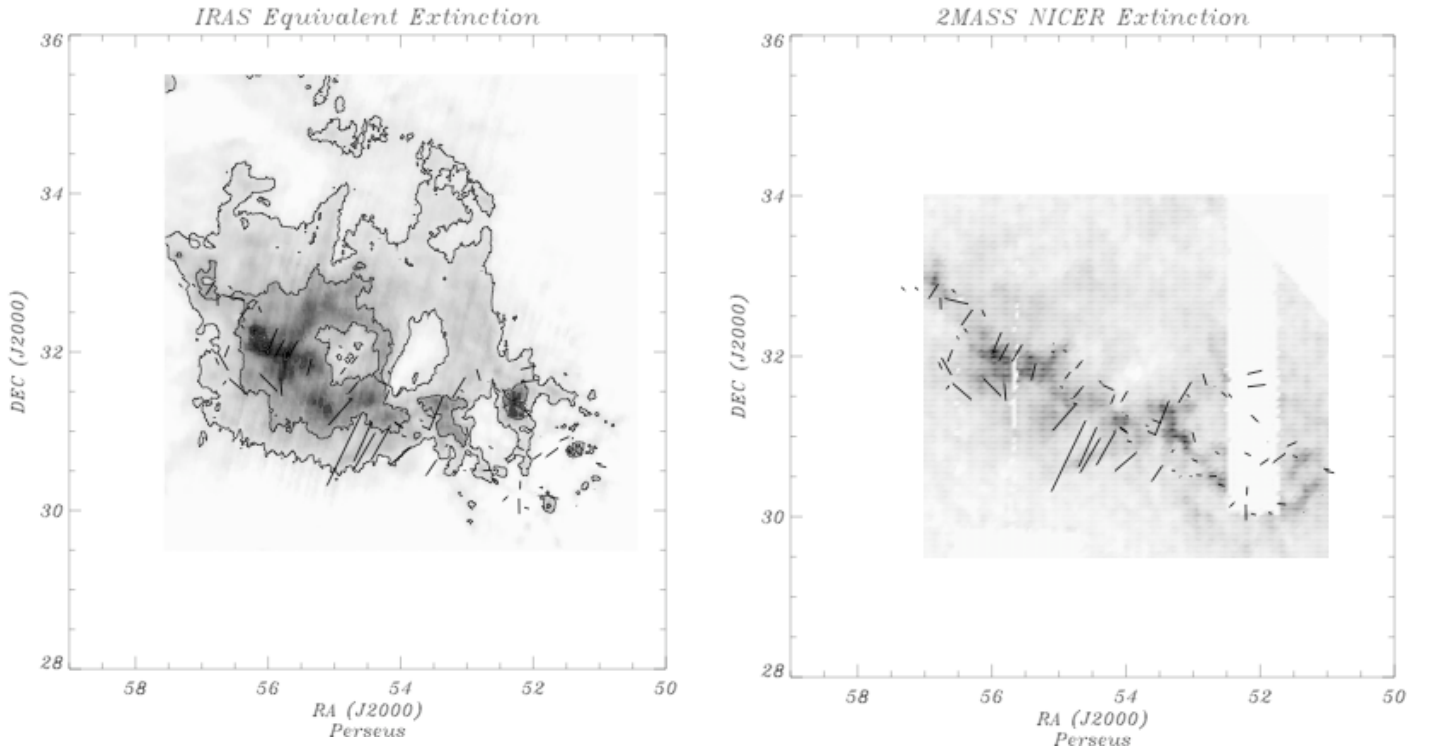 IRAS Equivalent Extinction
36
34
32
30
28
DEC (J2000)
58 56 54 52 50
RA (J2000)
Perseus
2MASS NICER Extinction
36
34
32
30
28
DEC (J2000)
58 56 54 52 50
RA (J2000)
Perseus